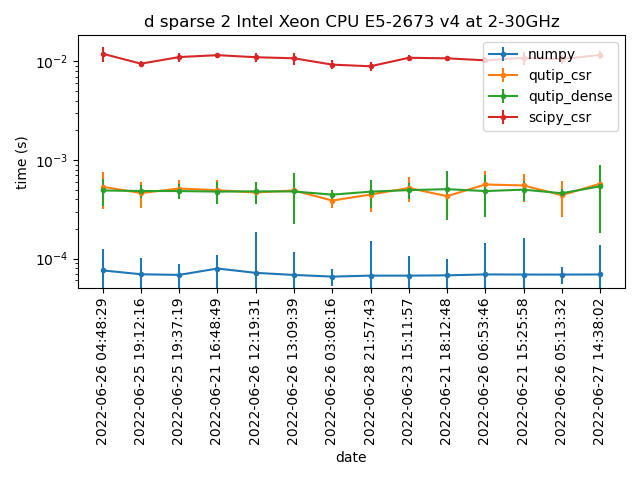 d sparse 2 Intel Xeon CPU E5-2673 v4 at 2-30GHz
numpy
qutip_csr
qutip_dense
scipy_csr
time (s)
10⁻²
10⁻³
10⁻⁴
2022-06-26 04:48:29
2022-06-25 19:12:16
2022-06-25 19:37:19
2022-06-21 16:48:49
2022-06-26 12:19:31
2022-06-26 13:09:39
2022-06-26 03:08:16
2022-06-28 21:57:43
2022-06-23 15:11:57
2022-06-21 18:12:48
2022-06-26 06:53:46
2022-06-21 15:25:58
2022-06-26 05:13:32
2022-06-27 14:38:02
date